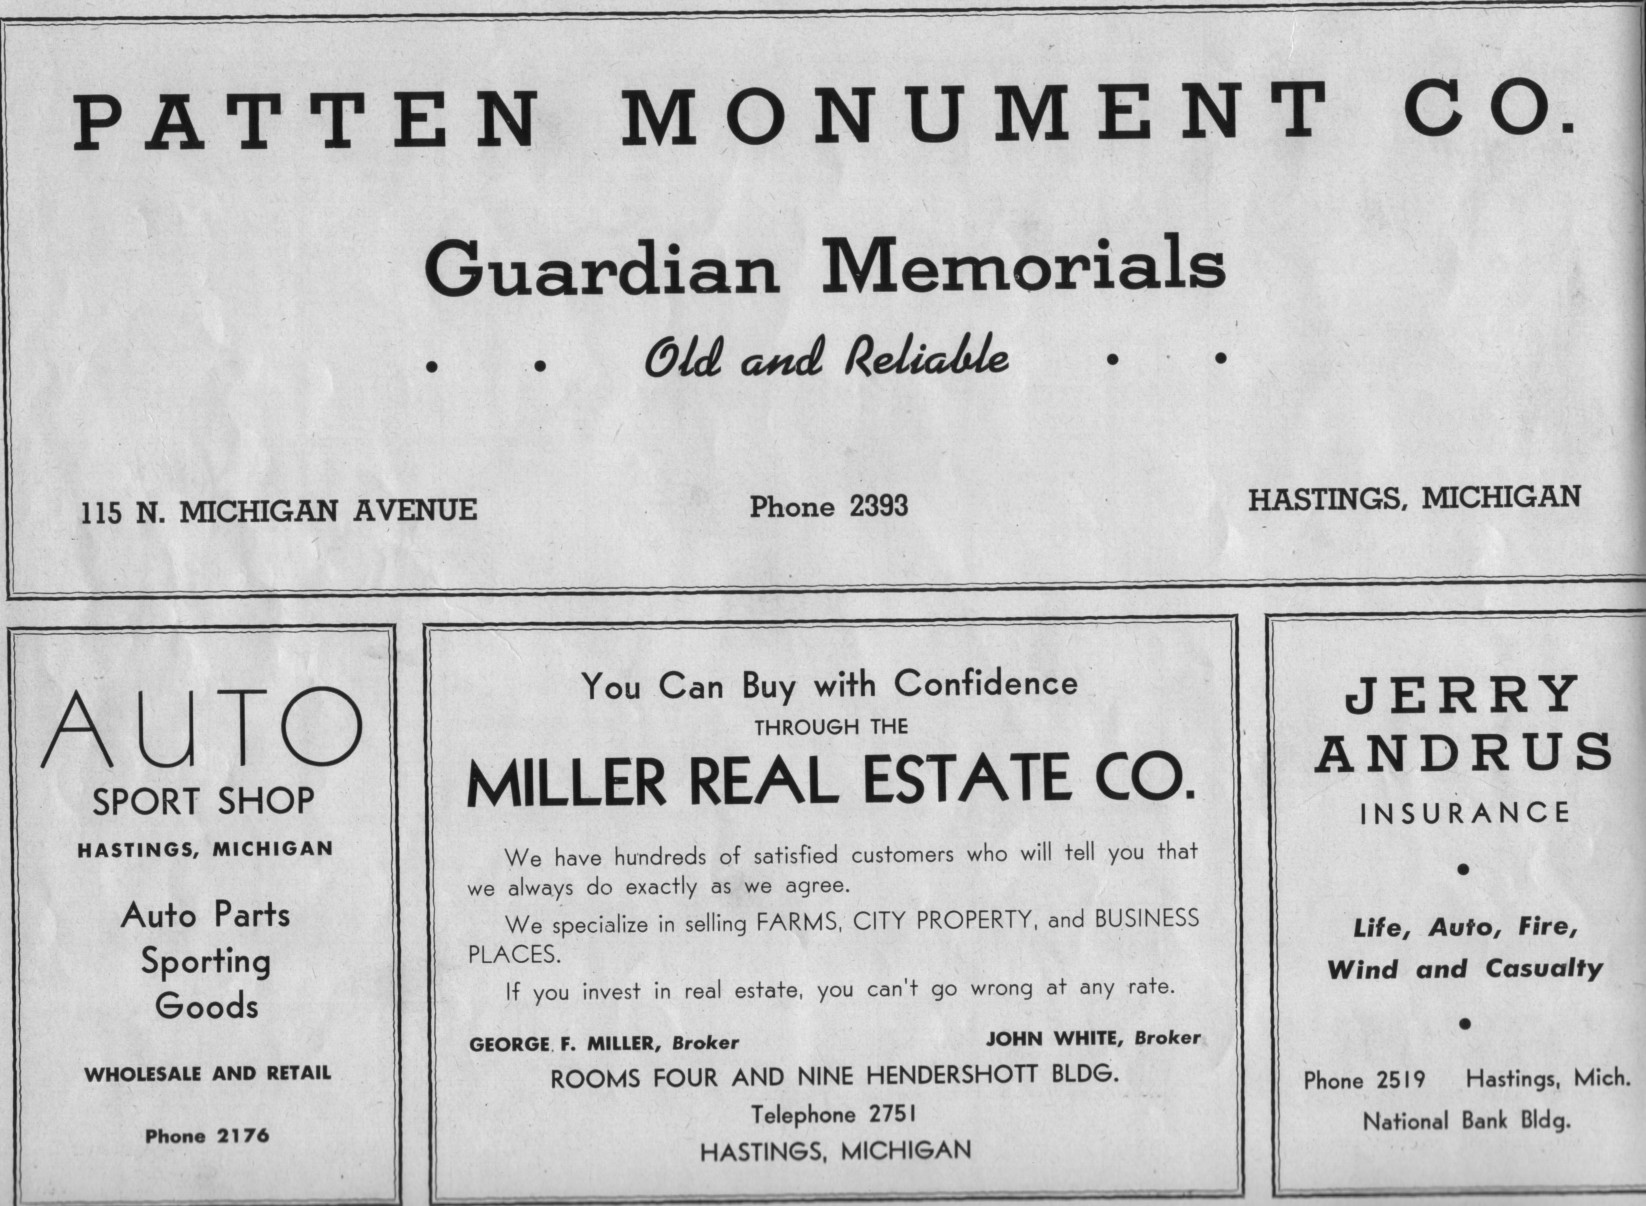 PATTEN MONUMENT CO.
Guardian Memorials
• • Old and Reliable • •
115 N. MICHIGAN AVENUE Phone 2393 HASTINGS, MICHIGAN
AUTO
SPORT SHOP
HASTINGS, MICHIGAN
Auto Parts
Sporting
Goods
WHOLESALE AND RETAIL
Phone 2176
You Can Buy with Confidence
THROUGH THE
MILLER REAL ESTATE CO.
We have hundreds of satisfied customers who will tell you that
we always do exactly as we agree.
We specialize in selling FARMS, CITY PROPERTY, and BUSINESS
PLACES.
If you invest in real estate, you can't go wrong at any rate.
GEORGE F. MILLER, Broker JOHN WHITE, Broker
ROOMS FOUR AND NINE HENDERSHOTT BLDG.
Telephone 2751
HASTINGS, MICHIGAN
JERRY
ANDRUS
INSURANCE
•
Life, Auto, Fire,
Wind and Casualty
•
Phone 2519 Hastings, Mich.
National Bank Bldg.